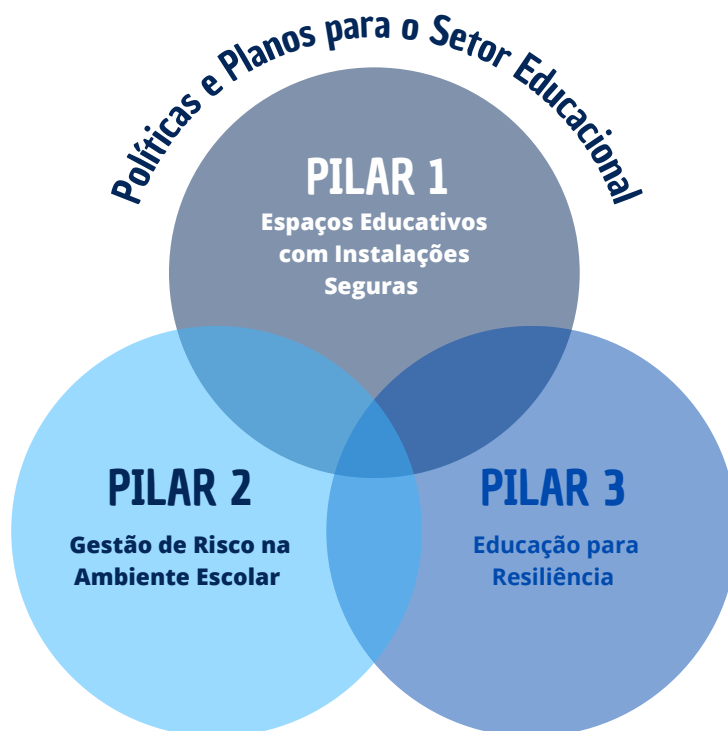 Políticas e Planos para o Setor Educacional
PILAR 1
Espaços Educativos
com Instalações
Seguras
PILAR 2
Gestão de Risco na
Ambiente Escolar
PILAR 3
Educação para
Resiliência